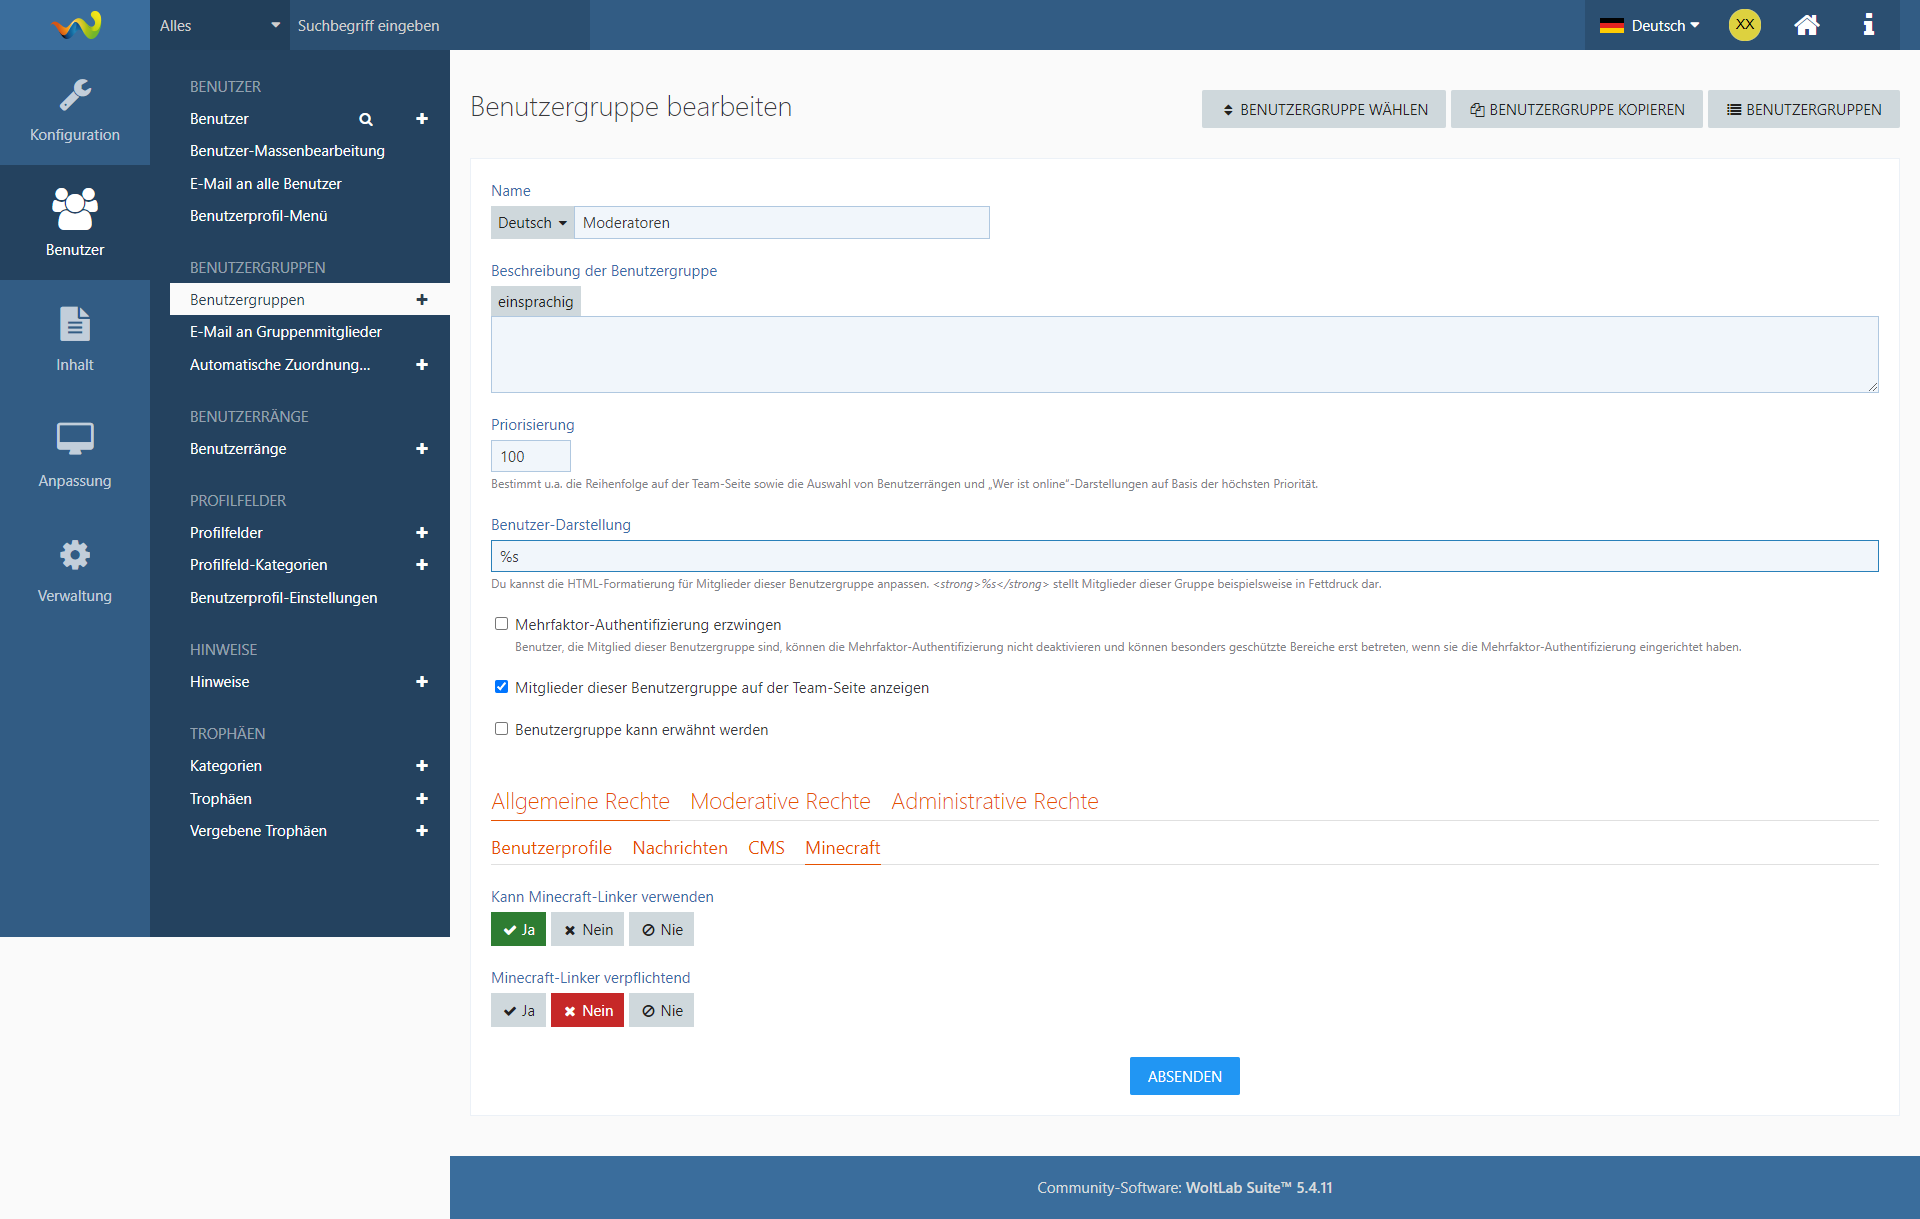 Alles
Suchbegriff eingeben
Deutsch
XX
Konfiguration
Benutzer
Inhalt
Anpassung
Verwaltung
BENUTZER
Benutzer
Benutzer-Massenbearbeitung
E-Mail an alle Benutzer
Benutzerprofil-Menü
BENUTZERGRUPPEN
Benutzergruppen
E-Mail an Gruppenmitglieder
Automatische Zuordnung...
BENUTZERRÄNGE
Benutzerränge
PROFILFELDER
Profilfelder
Profilfeld-Kategorien
Benutzerprofil-Einstellungen
HINWEISE
Hinweise
TROPHÄEN
Kategorien
Trophäen
Vergebene Trophäen
Benutzergruppe bearbeiten
BENUTZERGRUPPE WÄHLEN
BENUTZERGRUPPE KOPIEREN
BENUTZERGRUPPEN
Name
Deutsch Moderatoren
Beschreibung der Benutzergruppe
einsprachig
Priorisierung
100
Bestimmt u.a. die Reihenfolge auf der Team-Seite sowie die Auswahl von Benutzerrängen und „Wer ist online“-Darstellungen auf Basis der höchsten Priorität.
Benutzer-Darstellung
%s
Du kannst die HTML-Formatierung für Mitglieder dieser Benutzergruppe anpassen. <strong>%s</strong> stellt Mitglieder dieser Gruppe beispielsweise in Fettdruck dar.
Mehrfaktor-Authentifizierung erzwingen
Benutzer, die Mitglied dieser Benutzergruppe sind, können die Mehrfaktor-Authentifizierung nicht deaktivieren und können besonders geschützte Bereiche erst betreten, wenn sie die Mehrfaktor-Authentifizierung eingerichtet haben.
Mitglieder dieser Benutzergruppe auf der Team-Seite anzeigen
Benutzergruppe kann erwähnt werden
Allgemeine Rechte Moderative Rechte Administrative Rechte
Benutzerprofile Nachrichten CMS Minecraft
Kann Minecraft-Linker verwenden
Ja Nein Nie
Minecraft-Linker verpflichtend
Ja Nein Nie
ABSENDEN
Community-Software: WoltLab Suite™ 5.4.11